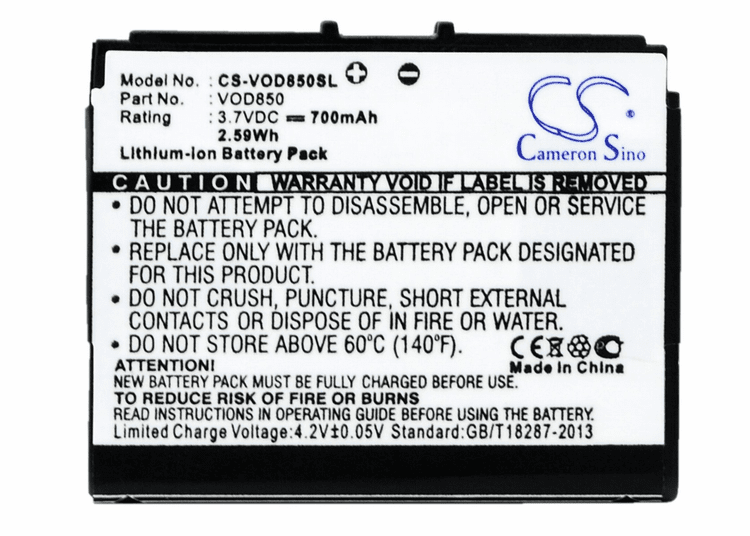 Model No. : CS-VOD850SL
Part No. : VOD850
Rating : 3.7VDC 700mAh
2.59Wh
Lithium-ion Battery Pack
CS
Cameron Sino
CAUTION WARRANTY VOID IF LABEL IS REMOVED
• DO NOT ATTEMPT TO DISASSEMBLE, OPEN OR SERVICE
THE BATTERY PACK.
• REPLACE ONLY WITH THE BATTERY PACK DESIGNATED
FOR THIS PRODUCT.
• DO NOT CRUSH, PUNCTURE, SHORT EXTERNAL
CONTACTS OR DISPOSE OF IN FIRE OR WATER.
• DO NOT STORE ABOVE 60°C (140°F).
CE
Made in China
ATTENTION!
NEW BATTERY PACK MUST BE FULLY CHARGED BEFORE USE.
TO REDUCE RISK OF FIRE OR BURNS
READ INSTRUCTIONS IN OPERATING GUIDE BEFORE USING THE BATTERY.
Limited Charge Voltage:4.2V±0.05V Standard:GB/T18287-2013